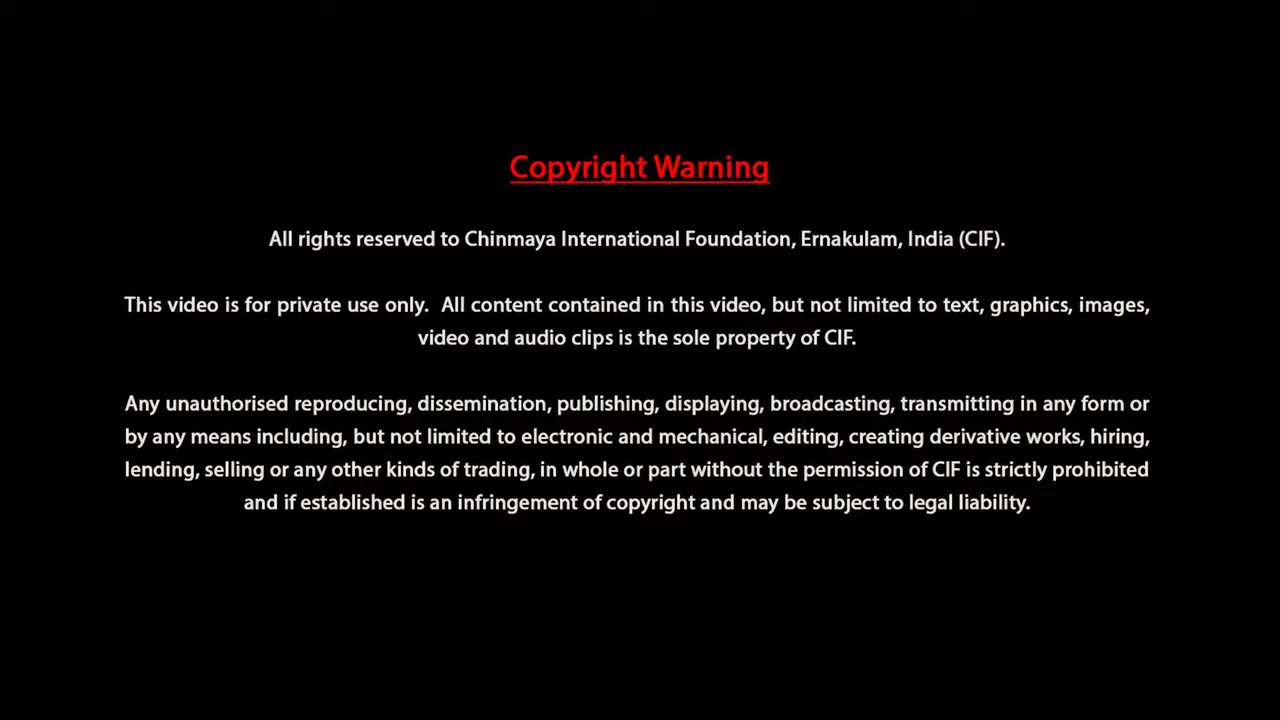 Copyright Warning
All rights reserved to Chinmaya International Foundation, Ernakulam, India (CIF).
This video is for private use only.  All content contained in this video, but not limited to text, graphics, images,
video and audio clips is the sole property of CIF.
Any unauthorised reproducing, dissemination, publishing, displaying, broadcasting, transmitting in any form or
by any means including, but not limited to electronic and mechanical, editing, creating derivative works, hiring,
lending, selling or any other kinds of trading, in whole or part without the permission of CIF is strictly prohibited
and if established is an infringement of copyright and may be subject to legal liability.